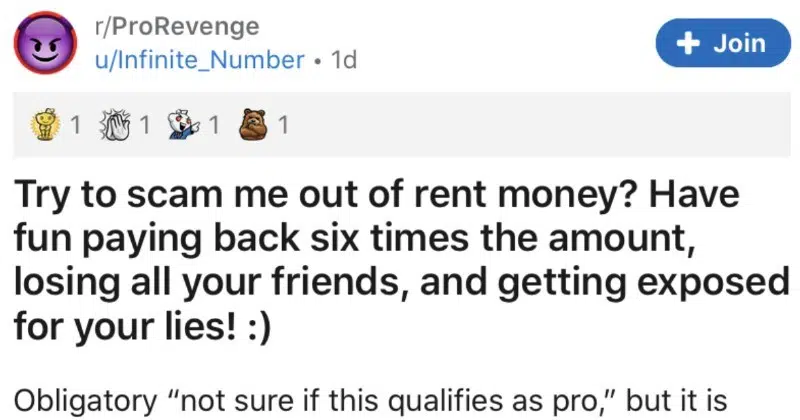 r/ProRevenge
u/Infinite_Number • 1d
+ Join
1 1 1 1
Try to scam me out of rent money? Have
fun paying back six times the amount,
losing all your friends, and getting exposed
for your lies! :)
Obligatory “not sure if this qualifies as pro,” but it is